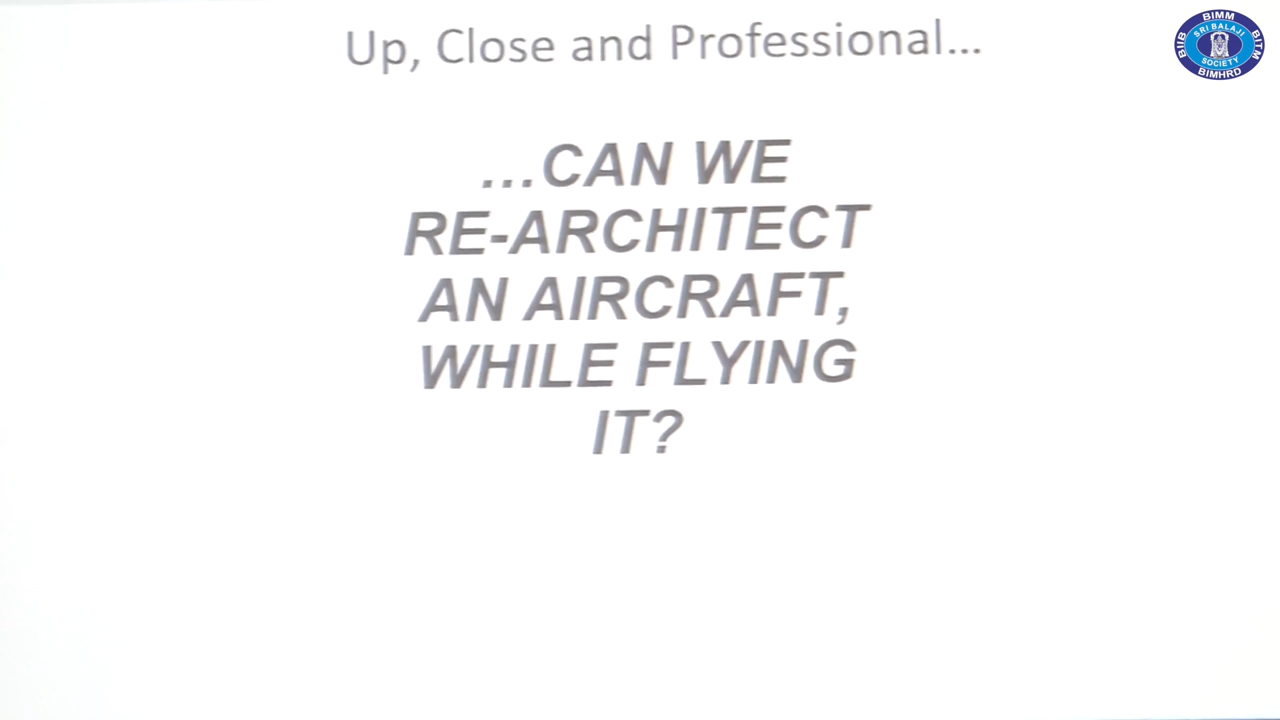 Up, Close and Professional...
...CAN WE
RE-ARCHITECT
AN AIRCRAFT,
WHILE FLYING
IT?
BIMM
BIIB
SRI BALAJI
SOCIETY
BITM
BIMHRD